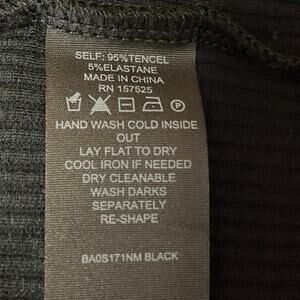 SELF: 95%TENCEL
5%ELASTANE
MADE IN CHINA
RN 157525
P
HAND WASH COLD INSIDE
OUT
LAY FLAT TO DRY
COOL IRON IF NEEDED
DRY CLEANABLE
WASH DARKS
SEPARATELY
RE-SHAPE
BA0S171NM BLACK